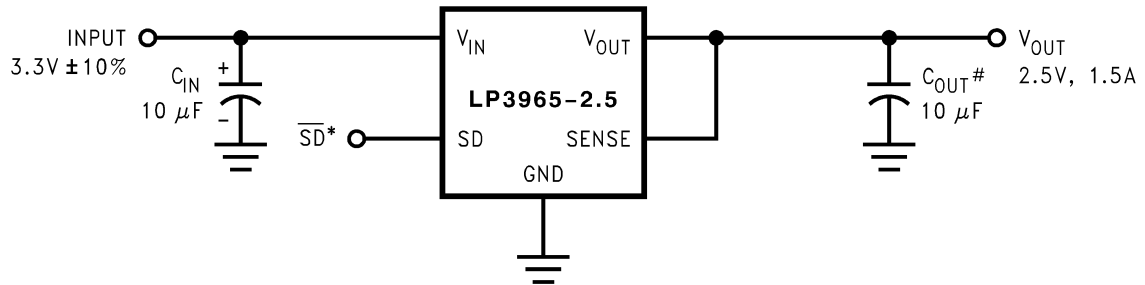 INPUT
3.3V ±10%
+
C_IN
10 μF
−
S̅D̅*
V_IN
V_OUT
LP3965-2.5
SD
SENSE
GND
C_OUT#
10 μF
V_OUT
2.5V, 1.5A